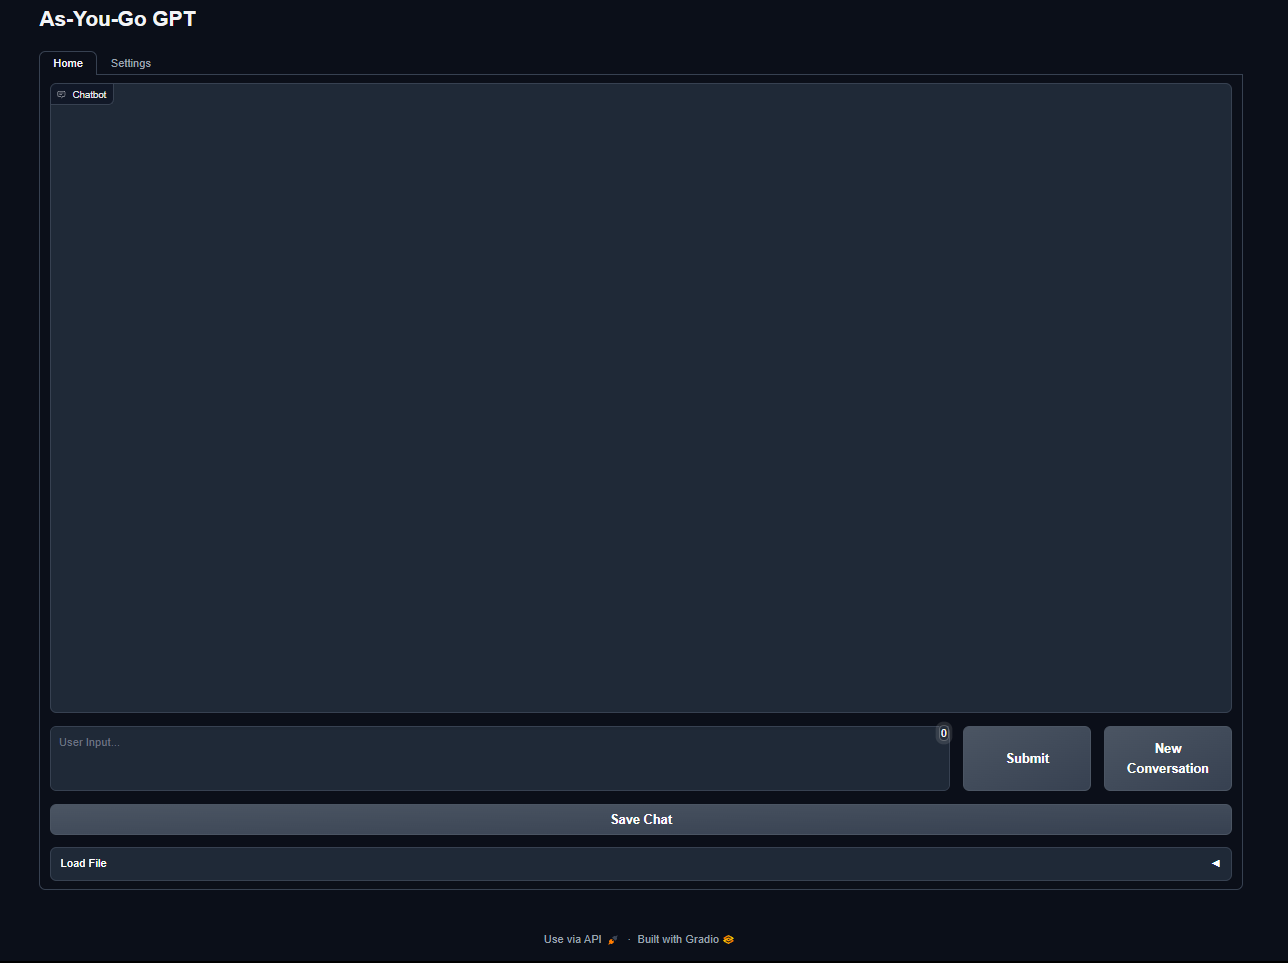 As-You-Go GPT
Home
Settings
Chatbot
User Input...
0
Submit
New
Conversation
Save Chat
Load File
Use via API · Built with Gradio